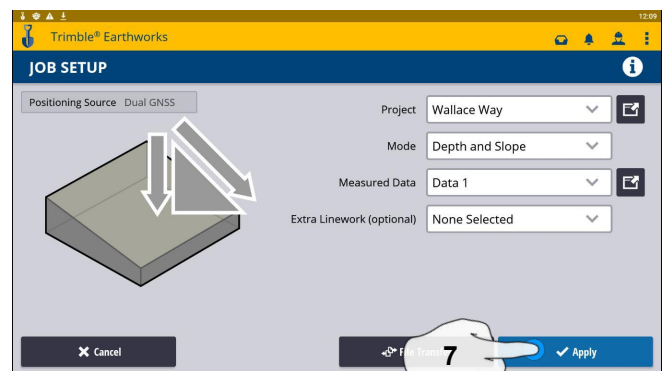 12:09
Trimble® Earthworks
JOB SETUP
Positioning Source Dual GNSS
Project Wallace Way
Mode Depth and Slope
Measured Data Data 1
Extra Linework (optional) None Selected
Cancel
7
Apply